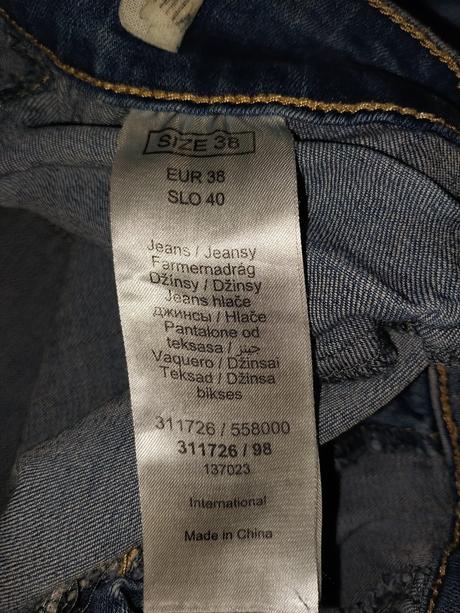 SIZE 38
EUR 38
SLO 40
Jeans / Jeansy
Farmernadrág
Džínsy / Džinsy
Jeans hlače
джинсы / Hlače
Pantalone od
teksasa / جينز
Vaquero / Džinsai
Teksad / Džinsa
bikses
311726 / 558000
311726 / 98
137023
International
Made in China